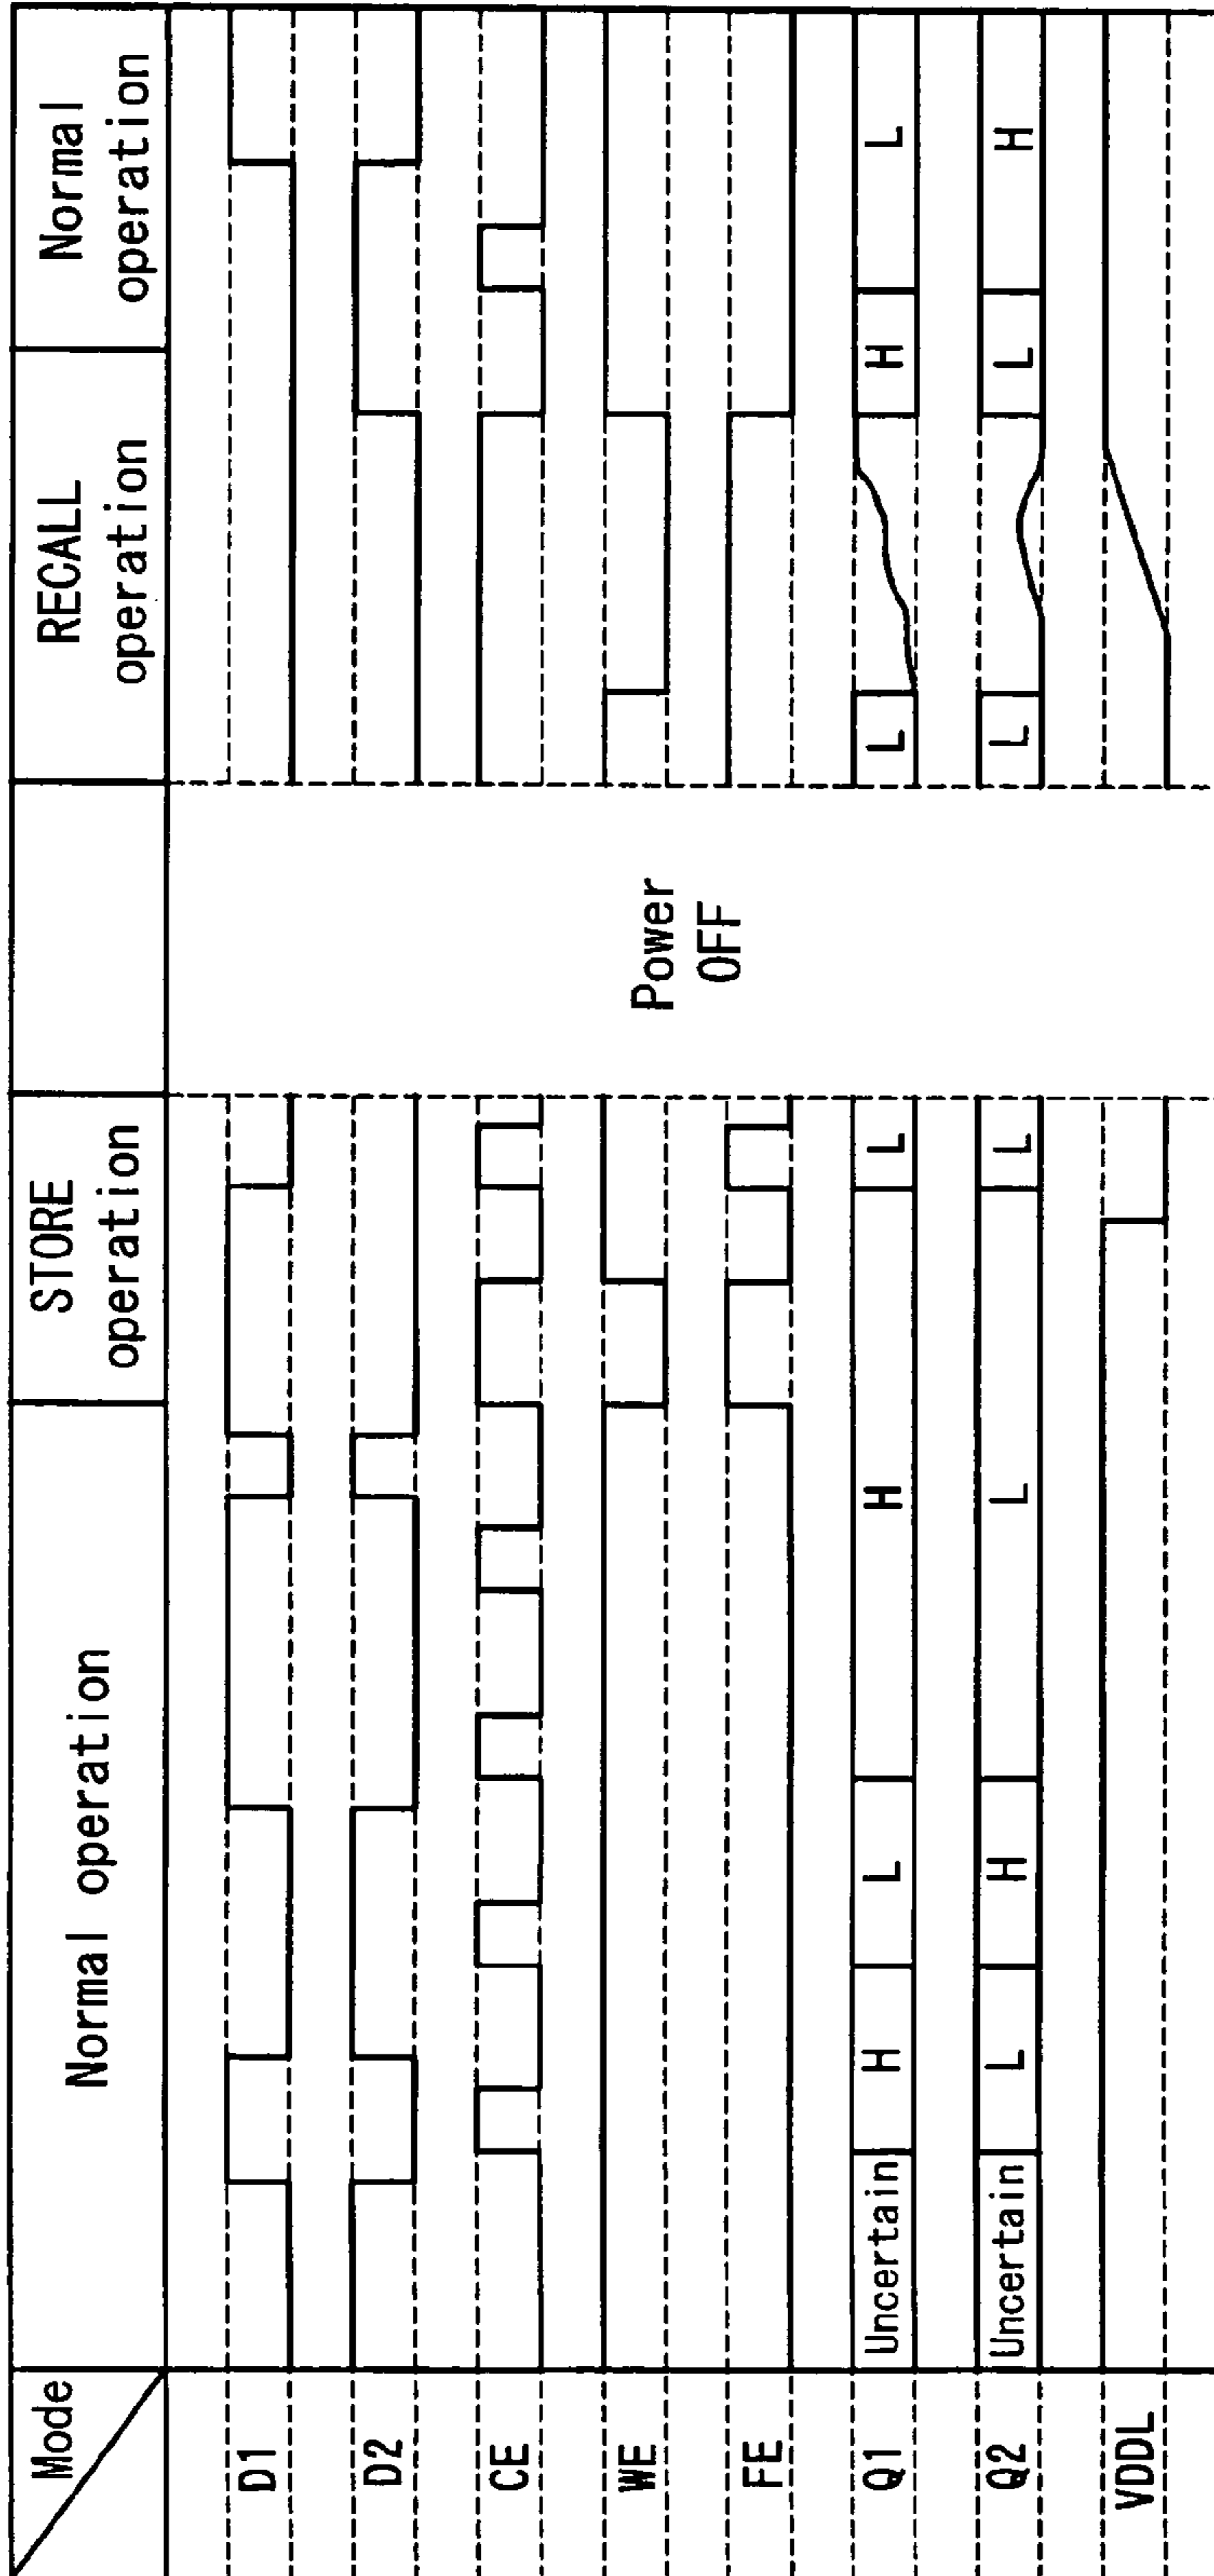 Mode
Normal operation
STORE
operation
RECALL
operation
Normal
operation
D1
D2
CE
WE
FE
Q1
Uncertain
H
L
H
L
L
H
L
Q2
Uncertain
L
H
L
L
L
L
H
VDDL
Power
OFF